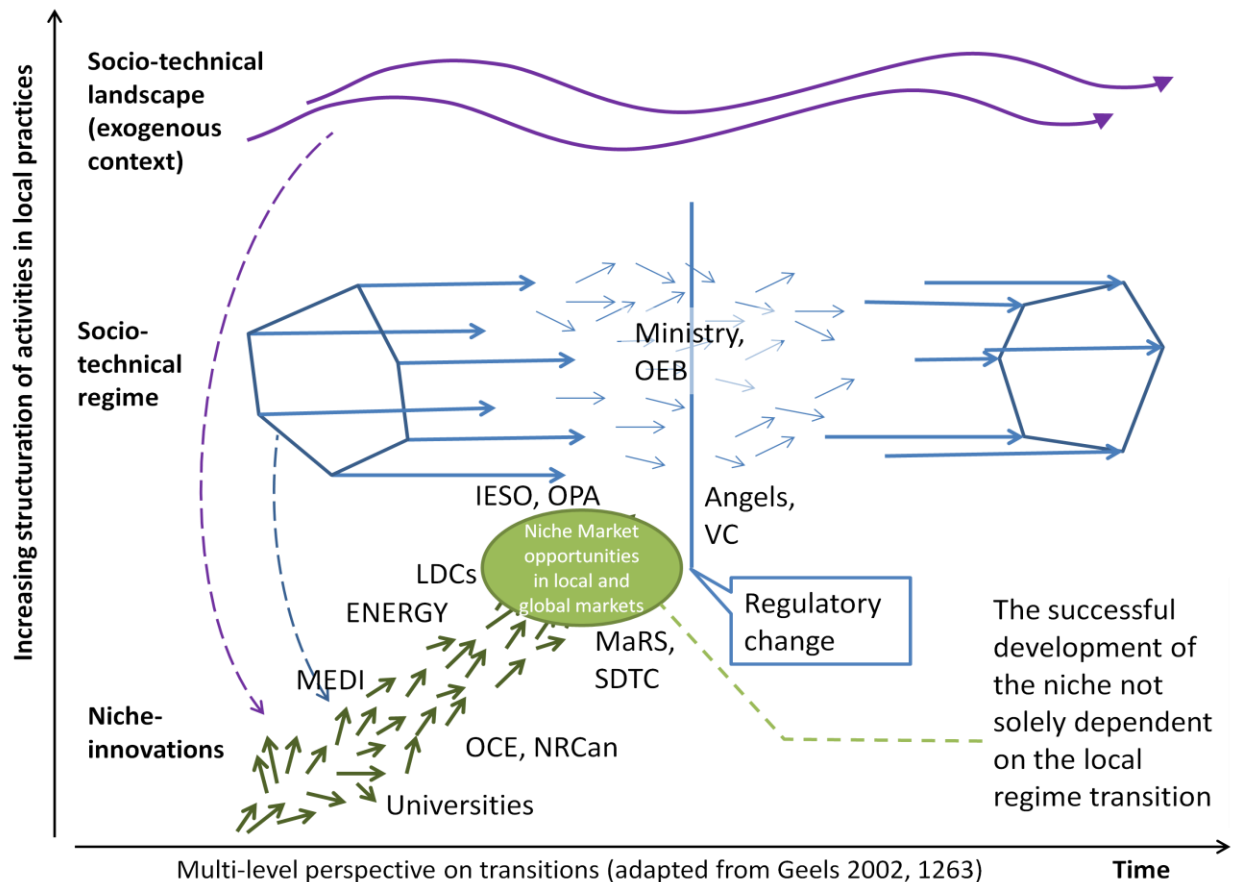 Increasing structuration of activities in local practices
Socio-technical
landscape
(exogenous
context)
Socio-
technical
regime
Ministry,
OEB
IESO, OPA
Angels,
VC
Niche Market
opportunities
in local and
global markets
LDCs
ENERGY
Regulatory
change
MaRS,
SDTC
MEDI
The successful
development of
the niche not
solely dependent
on the local
regime transition
Niche-
innovations
OCE, NRCan
Universities
Multi-level perspective on transitions (adapted from Geels 2002, 1263)
Time